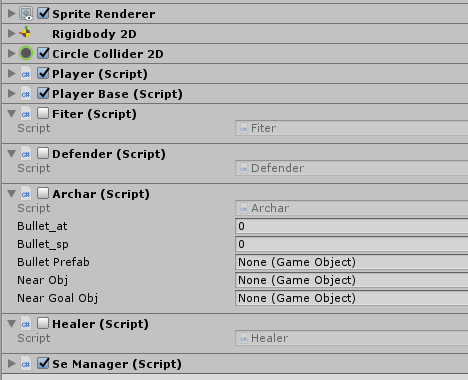 Sprite Renderer
Rigidbody 2D
Circle Collider 2D
Player (Script)
Player Base (Script)
Fiter (Script)
Script Fiter
Defender (Script)
Script Defender
Archar (Script)
Script Archar
Bullet_at 0
Bullet_sp 0
Bullet Prefab None (Game Object)
Near Obj None (Game Object)
Near Goal Obj None (Game Object)
Healer (Script)
Script Healer
Se Manager (Script)